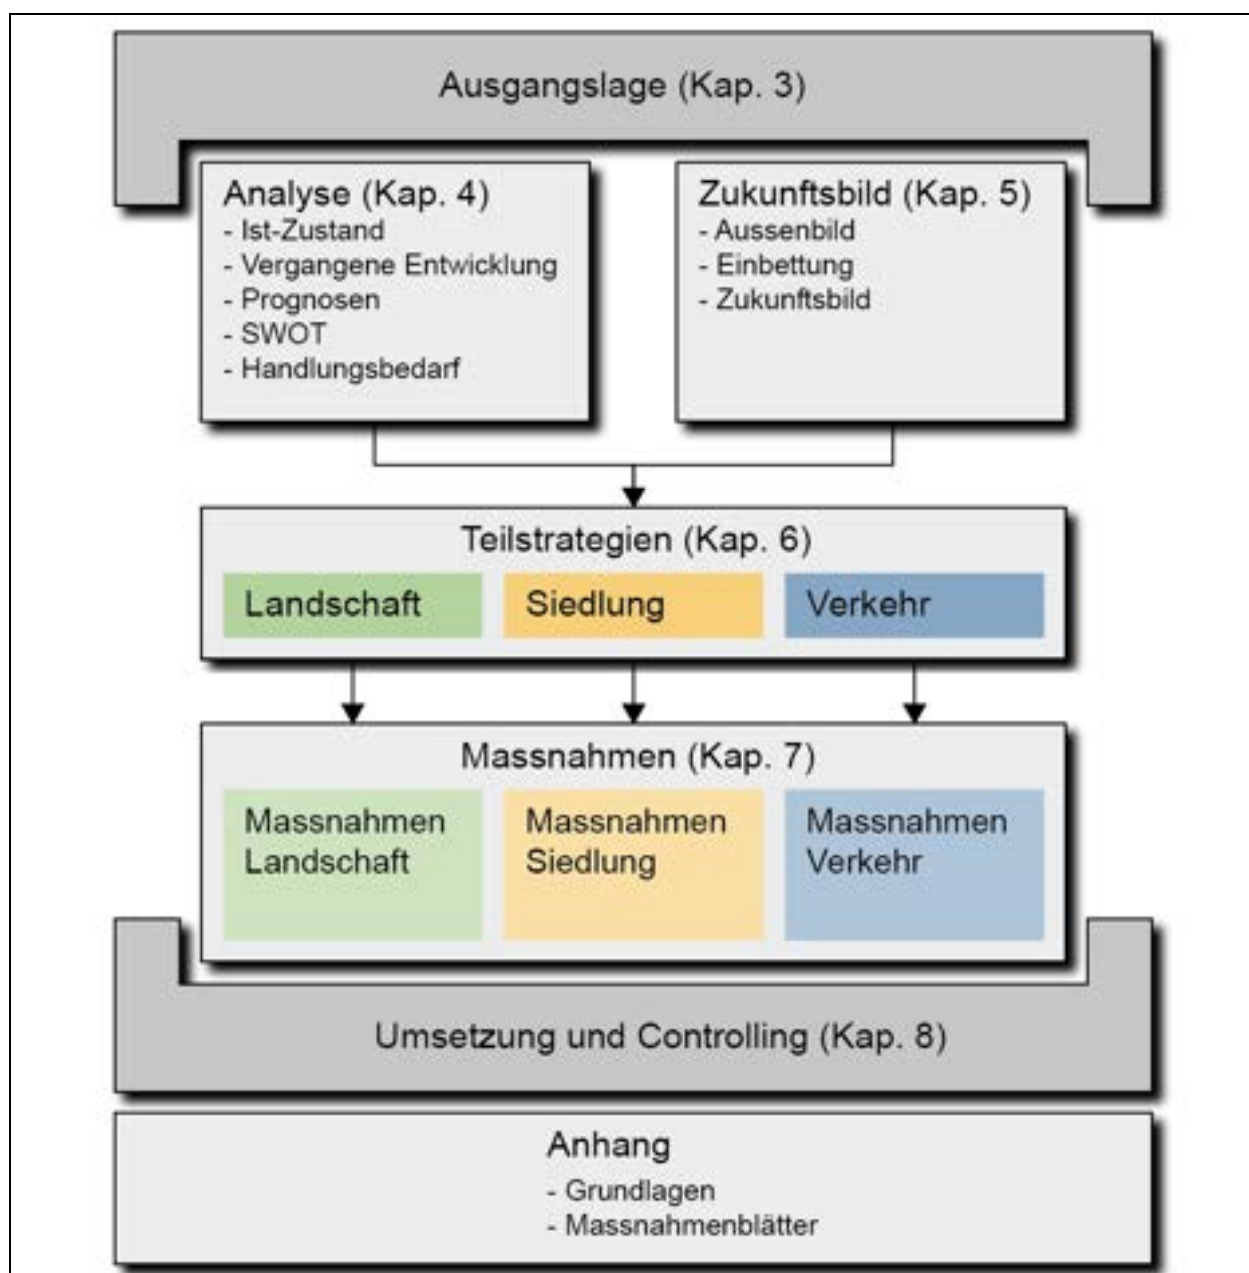 Ausgangslage (Kap. 3)
Analyse (Kap. 4)
- Ist-Zustand
- Vergangene Entwicklung
- Prognosen
- SWOT
- Handlungsbedarf
Zukunftsbild (Kap. 5)
- Aussenbild
- Einbettung
- Zukunftsbild
Teilstrategien (Kap. 6)
Landschaft
Siedlung
Verkehr
Massnahmen (Kap. 7)
Massnahmen
Landschaft
Massnahmen
Siedlung
Massnahmen
Verkehr
Umsetzung und Controlling (Kap. 8)
Anhang
- Grundlagen
- Massnahmenblätter